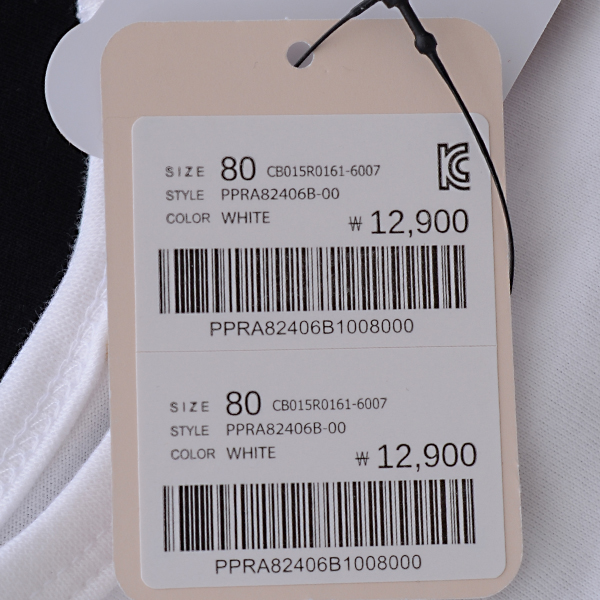 SIZE 80 CB015R0161-6007
STYLE PPRA82406B-00
COLOR WHITE ₩ 12,900
PPRA82406B1008000
SIZE 80 CB015R0161-6007
STYLE PPRA82406B-00
COLOR WHITE ₩ 12,900
PPRA82406B1008000